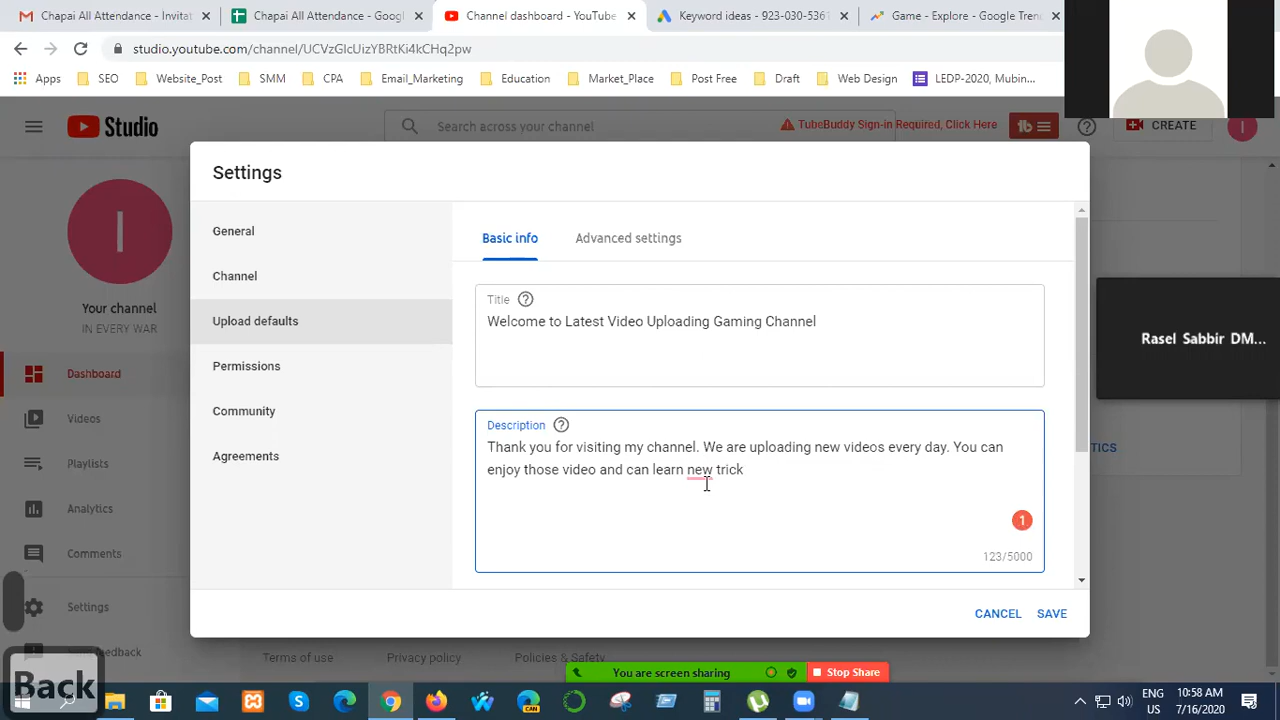 Chapai All Attendance - Invit
Chapai All Attendance - Goog
Channel dashboard - YouTube
Keyword ideas - 923-030-5361
Game - Explore - Google Tren
studio.youtube.com/channel/UCVzGIcUizYBRtKi4kCHq2pw
Apps
SEO
Website_Post
SMM
CPA
Email_Marketing
Education
Market_Place
Post Free
Draft
Web Design
LEDP-2020, Mubin...
Studio
Search across your channel
TubeBuddy Sign-in Required, Click Here
tb
CREATE
I
I
Your channel
IN EVERY WAR
Dashboard
Videos
Playlists
Analytics
Comments
Settings
feedback
Settings
General
Channel
Upload defaults
Permissions
Community
Agreements
Basic info
Advanced settings
Title
Welcome to Latest Video Uploading Gaming Channel
Description
Thank you for visiting my channel. We are uploading new videos every day. You can
enjoy those video and can learn new trick
1
123/5000
CANCEL
SAVE
TICS
Rasel Sabbir DM...
Terms of use
Privacy policy
Policies & Safety
You are screen sharing
Stop Share
Back
CAN
ENG
US
10:58 AM
7/16/2020